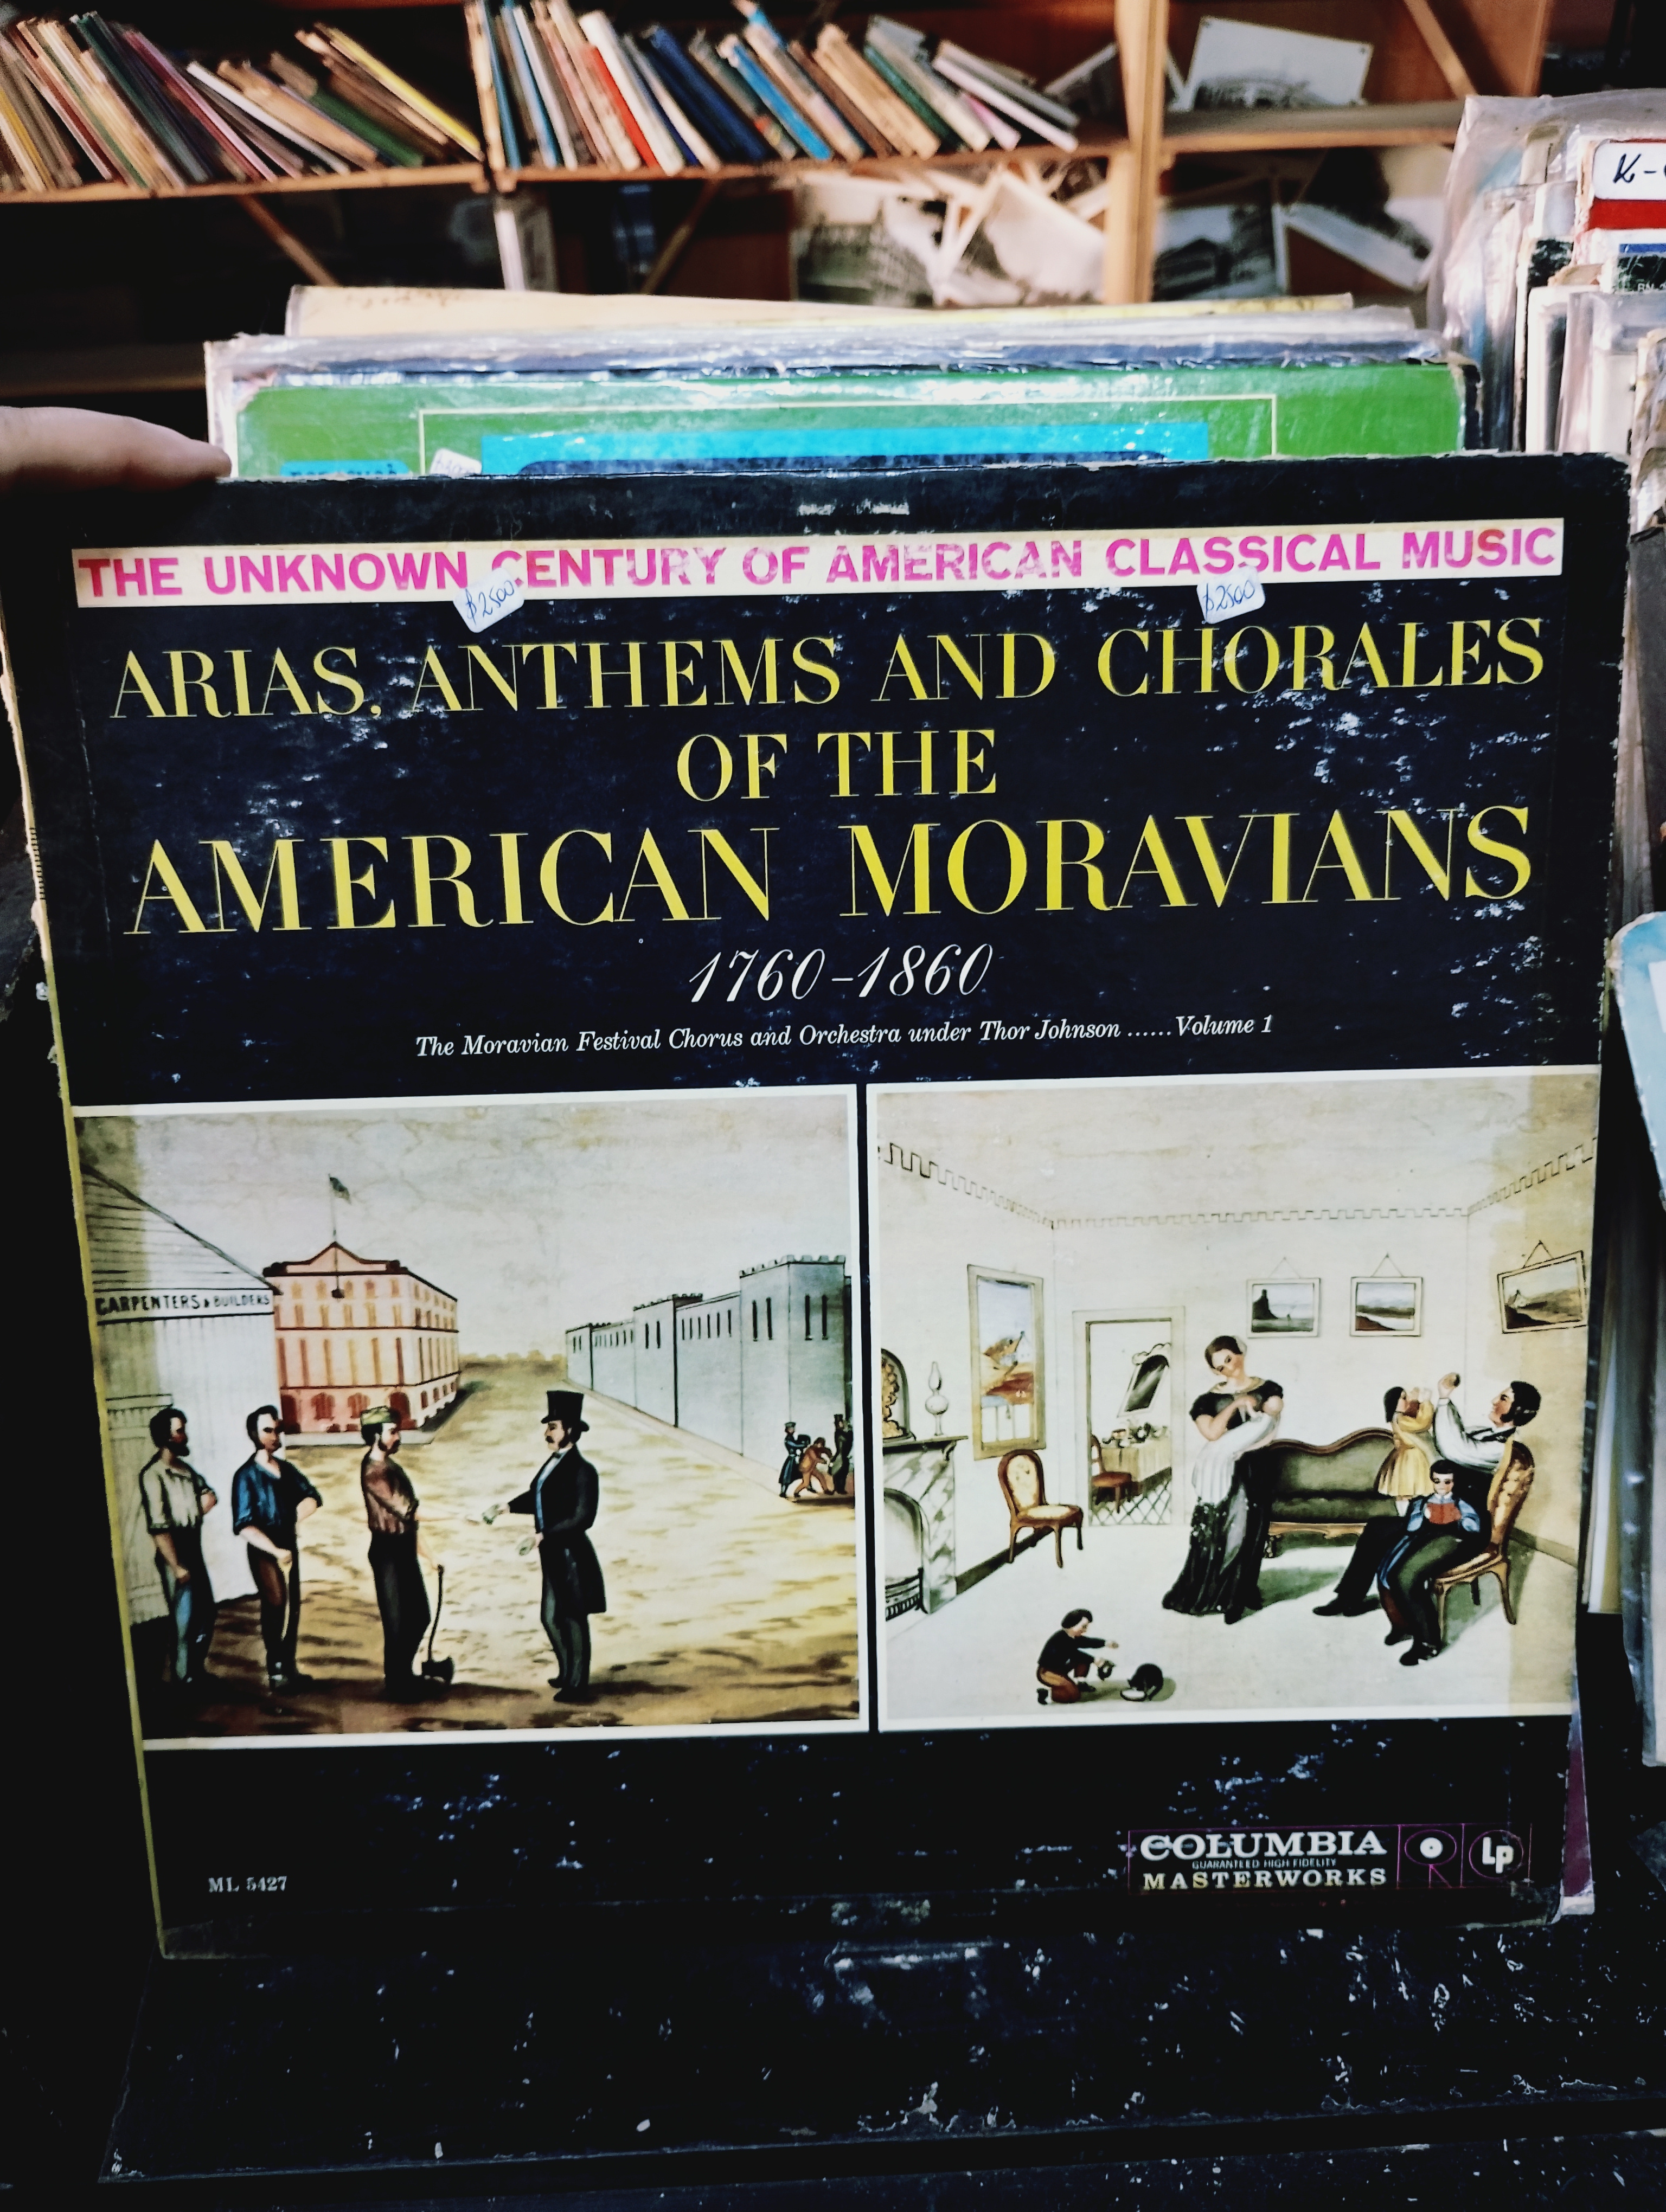 K-
THE UNKNOWN CENTURY OF AMERICAN CLASSICAL MUSIC
$2500
$2500
ARIAS, ANTHEMS AND CHORALES
OF THE
AMERICAN MORAVIANS
1760-1860
The Moravian Festival Chorus and Orchestra under Thor Johnson ...... Volume 1
CARPENTERS & BUILDERS
ML 5427
COLUMBIA
GUARANTEED HIGH FIDELITY
MASTERWORKS
Lp